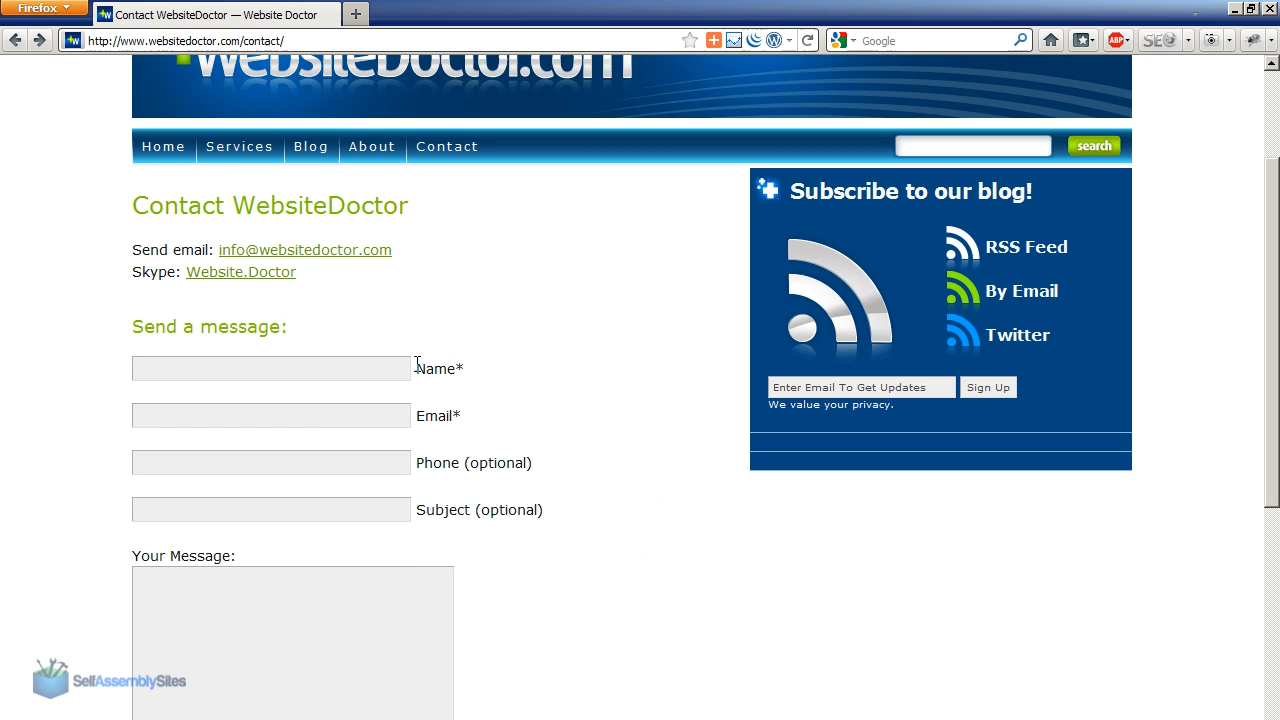 Firefox
Contact WebsiteDoctor — Website Doctor
http://www.websitedoctor.com/contact/
Google
ABP
SEO
WebsiteDoctor.com
Home
Services
Blog
About
Contact
search
Contact WebsiteDoctor
Send email: info@websitedoctor.com
Skype: Website.Doctor
Send a message:
Name*
Email*
Phone (optional)
Subject (optional)
Your Message:
Subscribe to our blog!
RSS Feed
By Email
Twitter
Enter Email To Get Updates
Sign Up
We value your privacy.
SelfAssemblySites